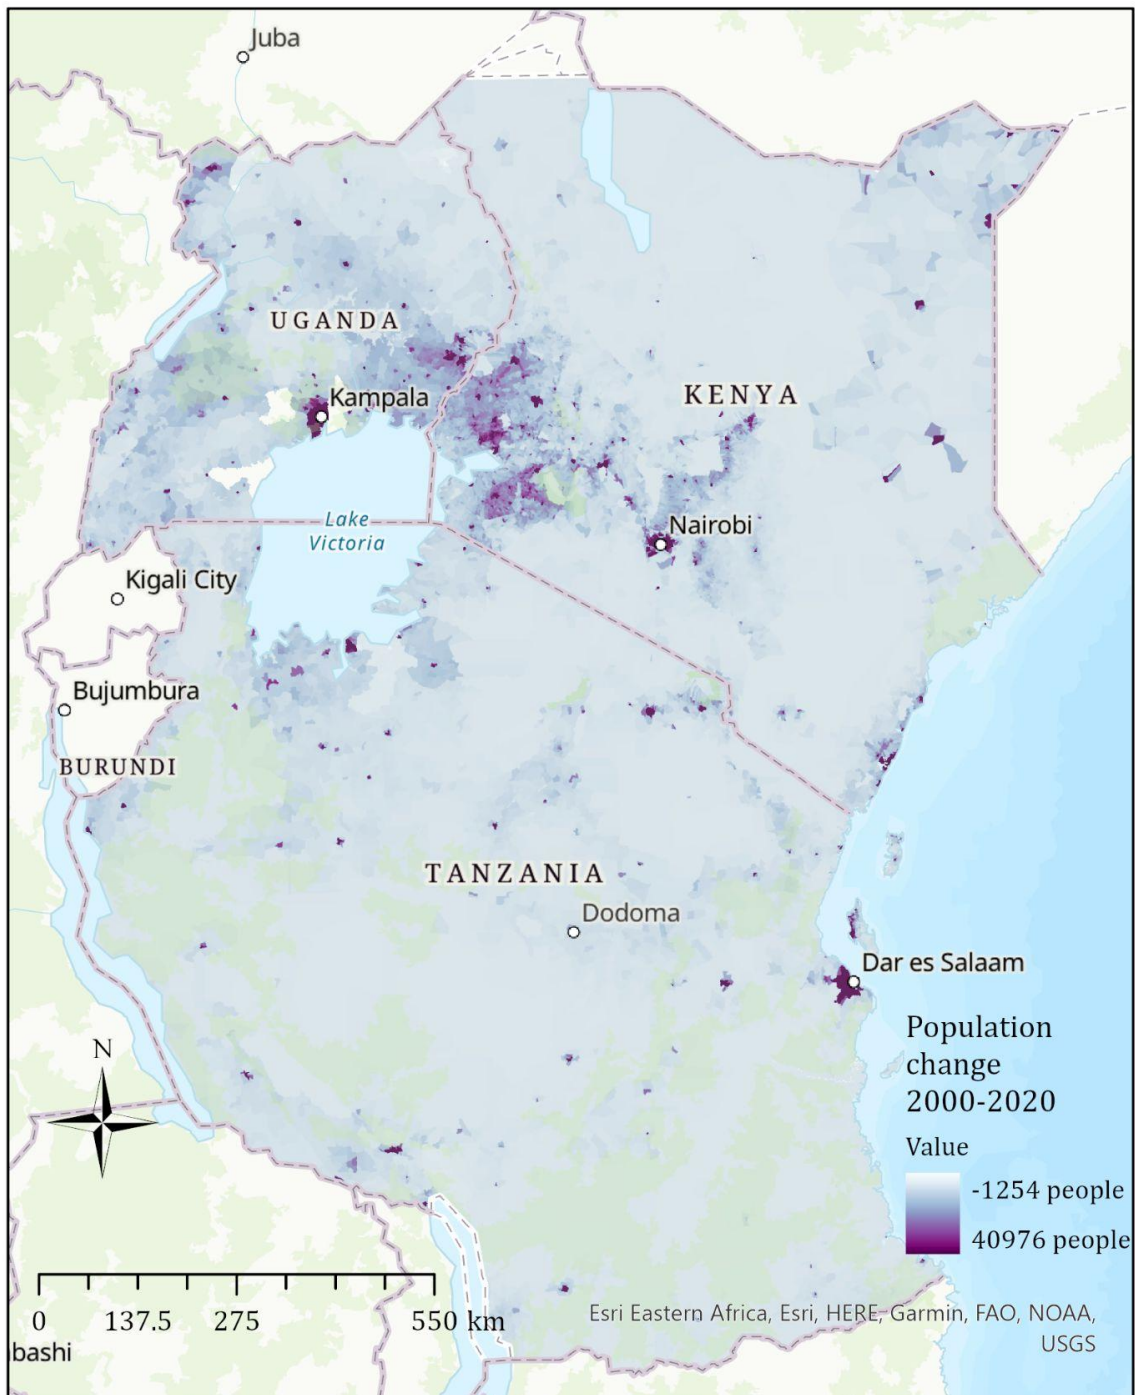 Juba
UGANDA
Kampala
KENYA
Lake
Victoria
Nairobi
Kigali City
Bujumbura
BURUNDI
TANZANIA
Dodoma
Dar es Salaam
Population
change
2000-2020
Value
-1254 people
40976 people
N
0 137.5 275 550 km
Esri Eastern Africa, Esri, HERE, Garmin, FAO, NOAA,
USGS
bashi